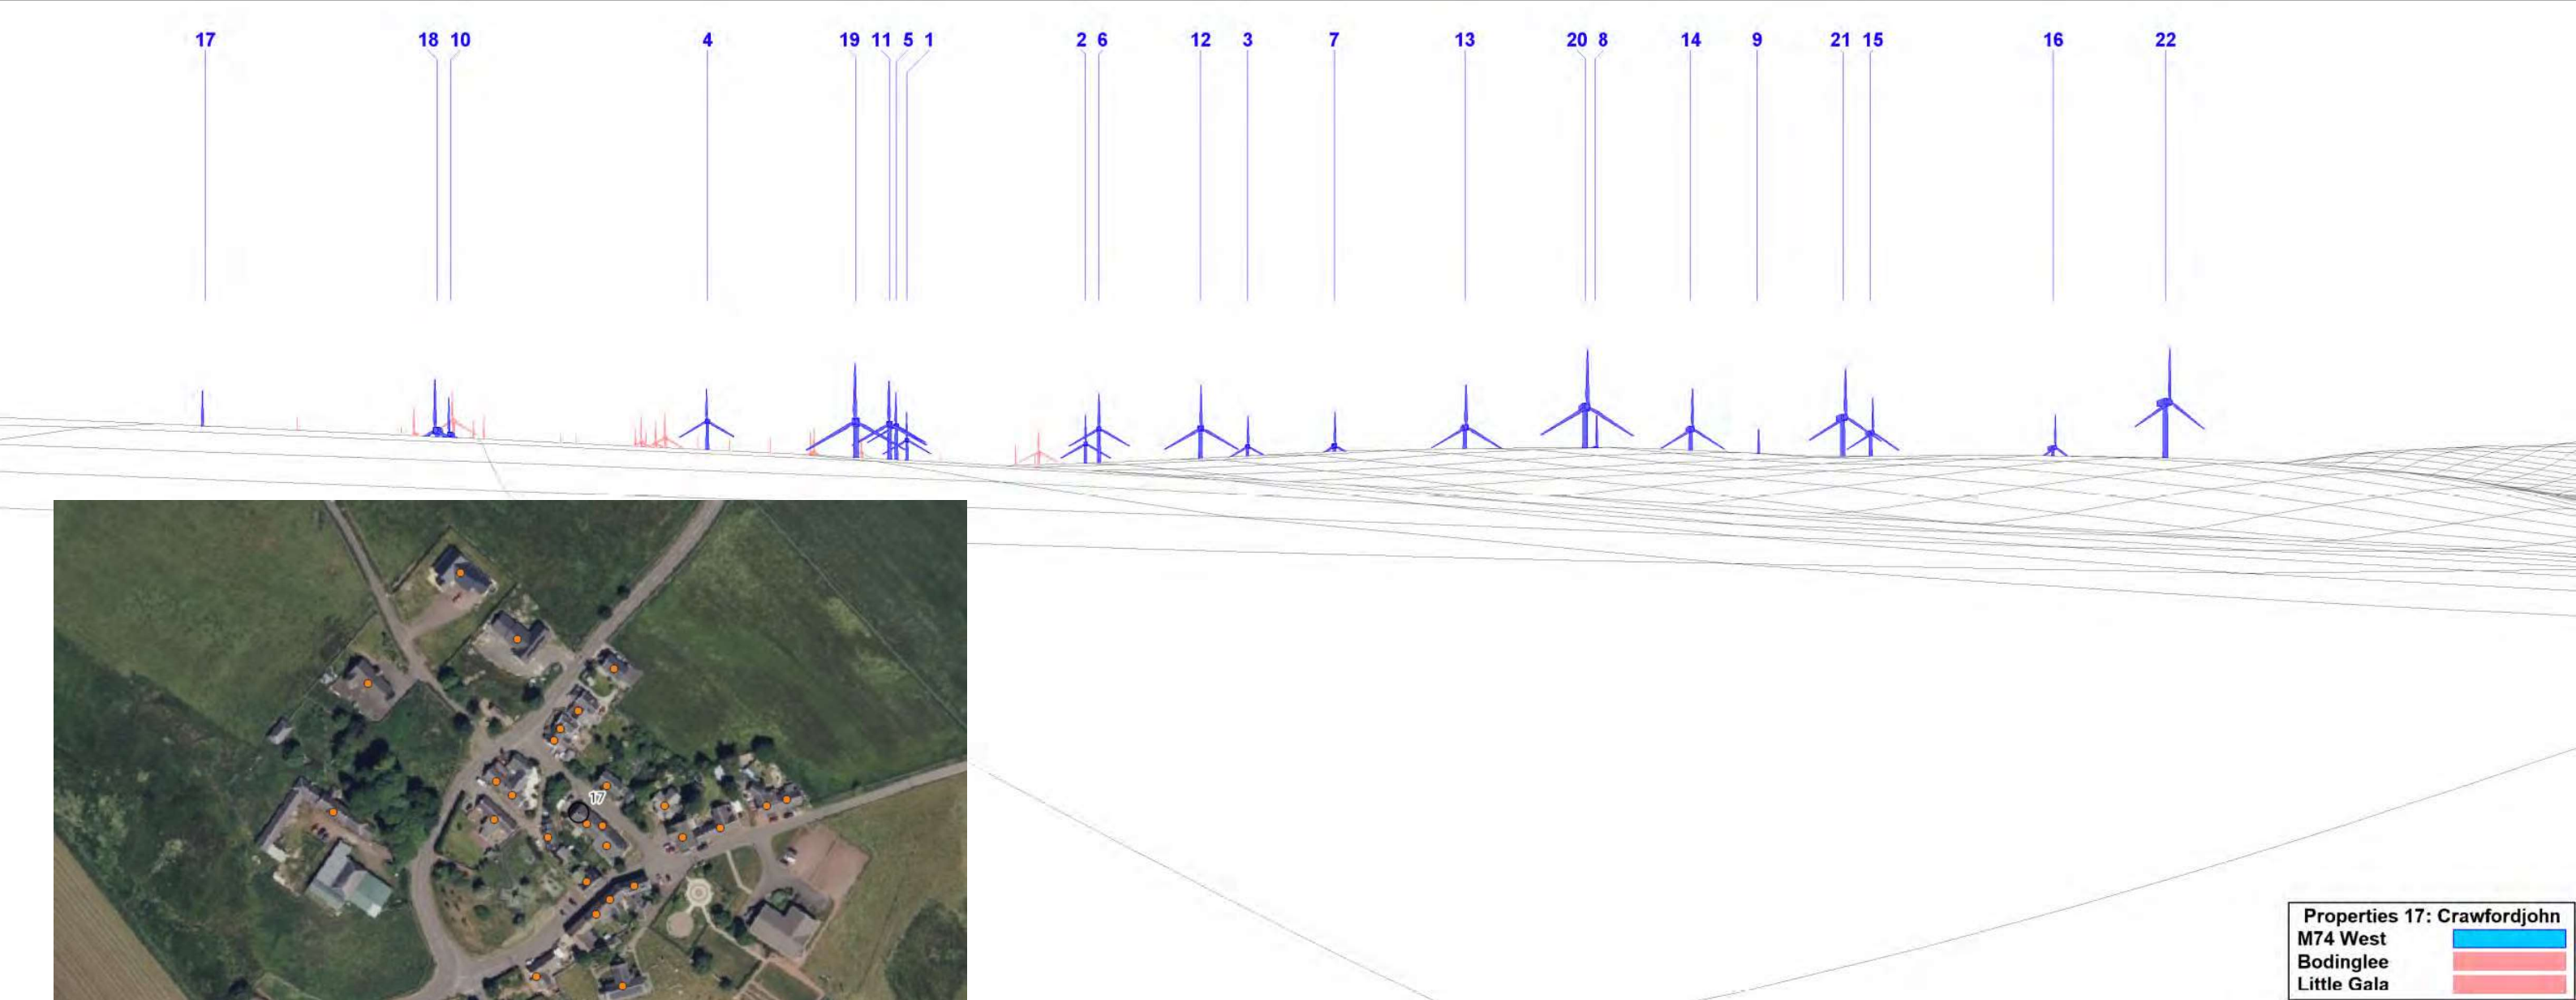 17 18 10 4 19 11 5 1 2 6 12 3 7 13 20 8 14 9 21 15 16 22
17
Properties 17: Crawfordjohn
M74 West
Bodinglee
Little Gala